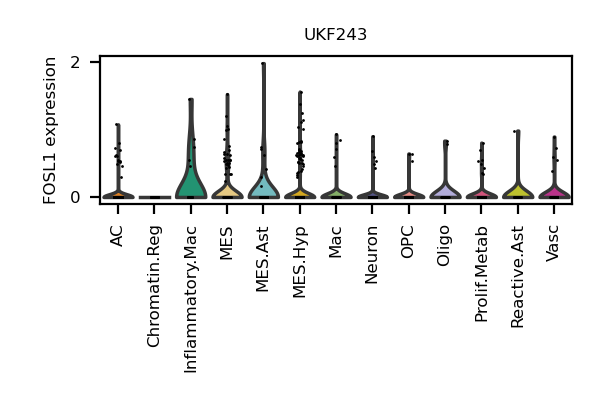 UKF243
FOSL1 expression
2
0
AC
Chromatin.Reg
Inflammatory.Mac
MES
MES.Ast
MES.Hyp
Mac
Neuron
OPC
Oligo
Prolif.Metab
Reactive.Ast
Vasc